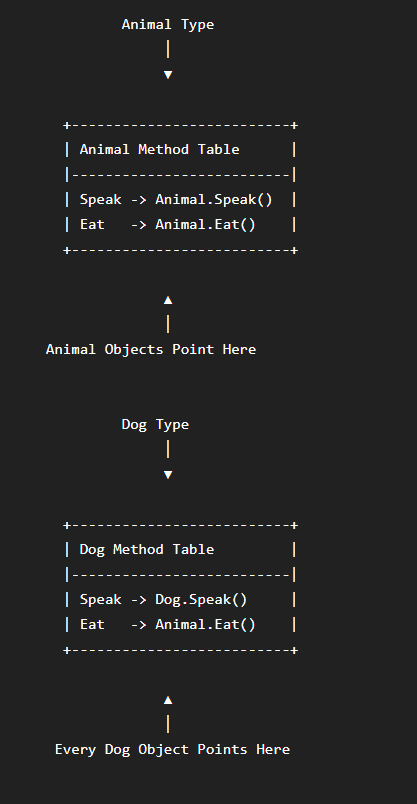 Animal Type
│
▼
+--------------------------+
| Animal Method Table      |
|--------------------------|
| Speak -> Animal.Speak()  |
| Eat   -> Animal.Eat()    |
+--------------------------+
▲
│
Animal Objects Point Here
Dog Type
│
▼
+--------------------------+
| Dog Method Table         |
|--------------------------|
| Speak -> Dog.Speak()     |
| Eat   -> Animal.Eat()    |
+--------------------------+
▲
│
Every Dog Object Points Here